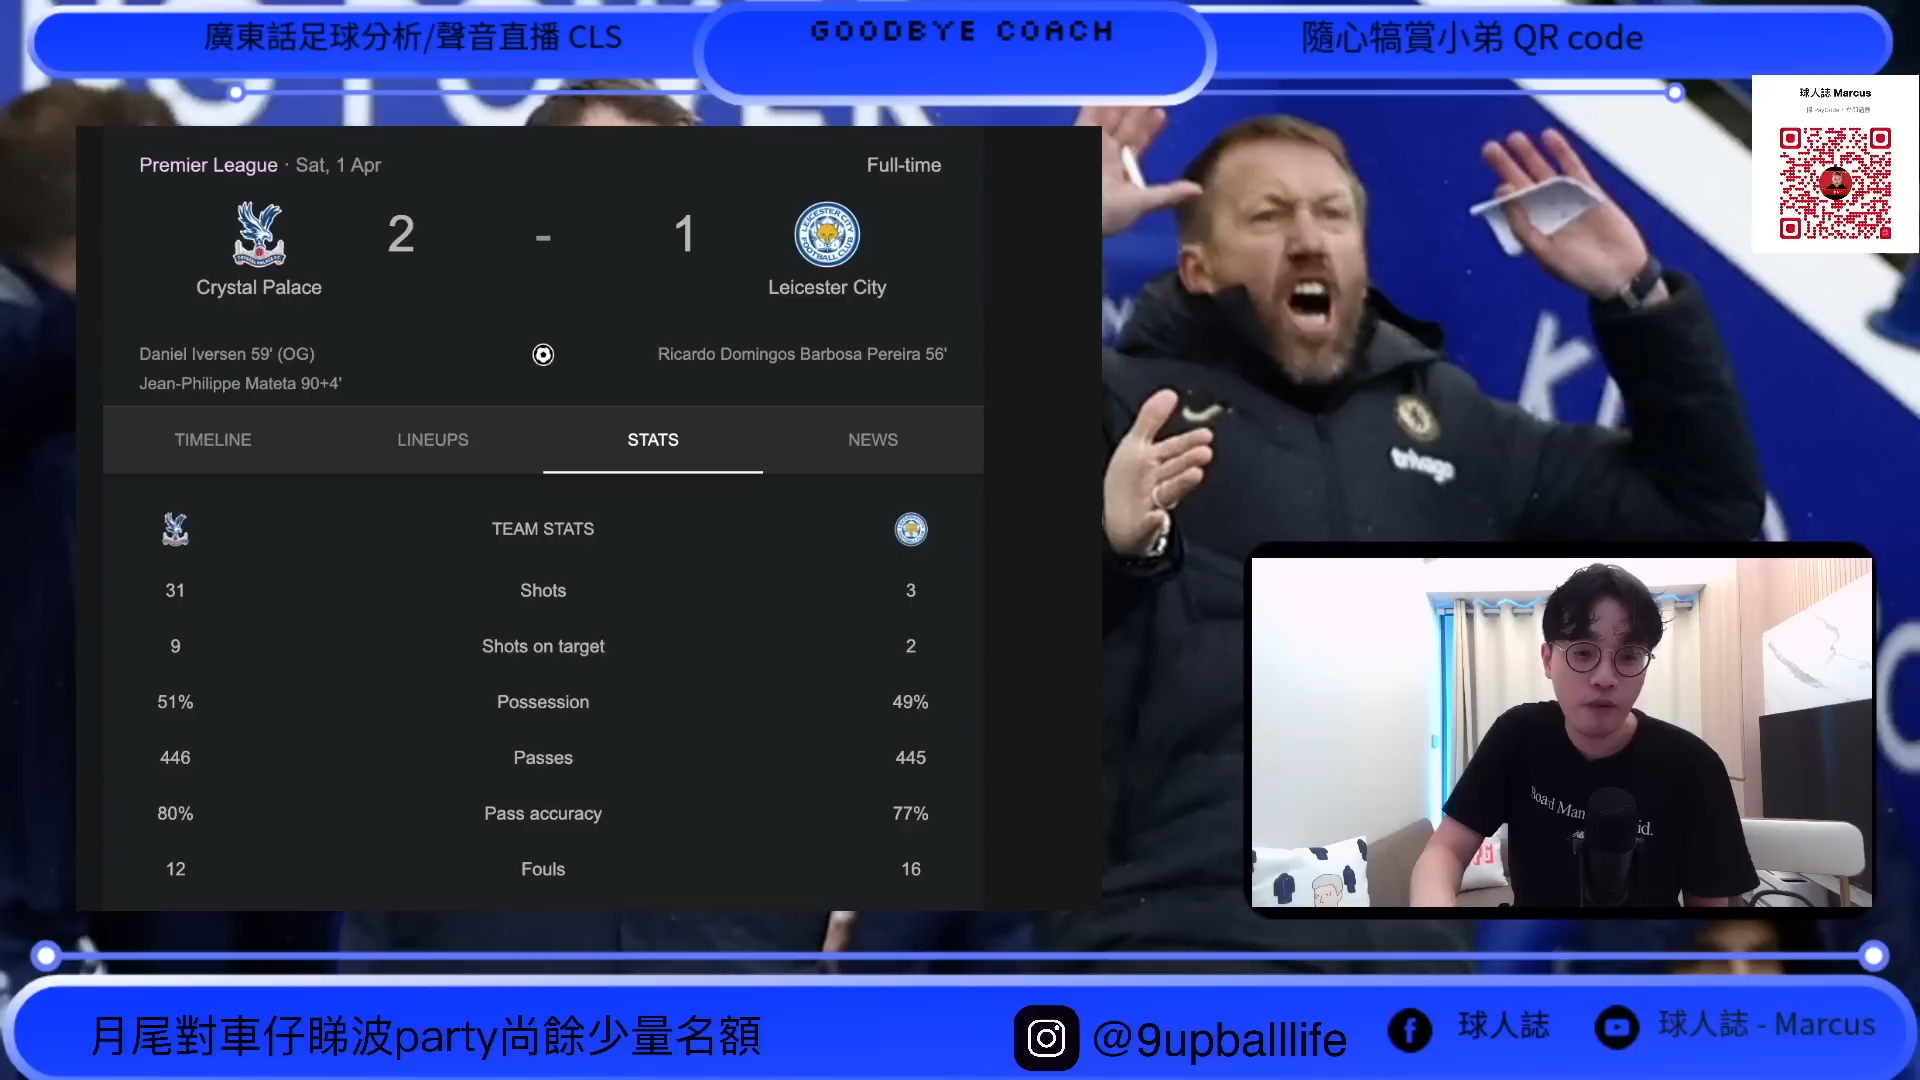 廣東話足球分析/聲音直播 CLS
GOODBYE COACH
隨心犒賞小弟 QR code
球人誌 Marcus
Premier League · Sat, 1 Apr
Full-time
2 - 1
Crystal Palace
Leicester City
Daniel Iversen 59' (OG)
Ricardo Domingos Barbosa Pereira 56'
Jean-Philippe Mateta 90+4'
TIMELINE
LINEUPS
STATS
NEWS
TEAM STATS
31 Shots 3
9 Shots on target 2
51% Possession 49%
446 Passes 445
80% Pass accuracy 77%
12 Fouls 16
trivago
月尾對車仔睇波party尚餘少量名額
@9upballlife
球人誌
球人誌 - Marcus